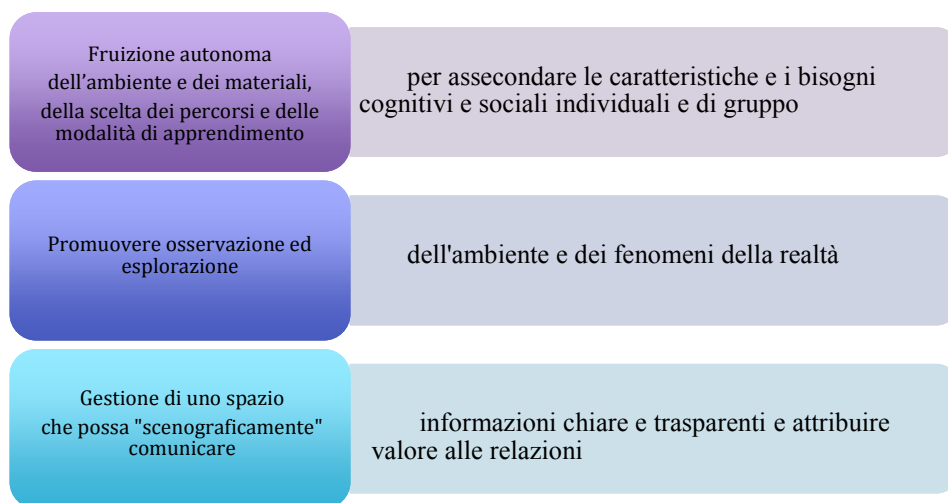 Fruizione autonoma
dell’ambiente e dei materiali,
della scelta dei percorsi e delle
modalità di apprendimento
per assecondare le caratteristiche e i bisogni
cognitivi e sociali individuali e di gruppo
Promuovere osservazione ed
esplorazione
dell'ambiente e dei fenomeni della realtà
Gestione di uno spazio
che possa "scenograficamente"
comunicare
informazioni chiare e trasparenti e attribuire
valore alle relazioni